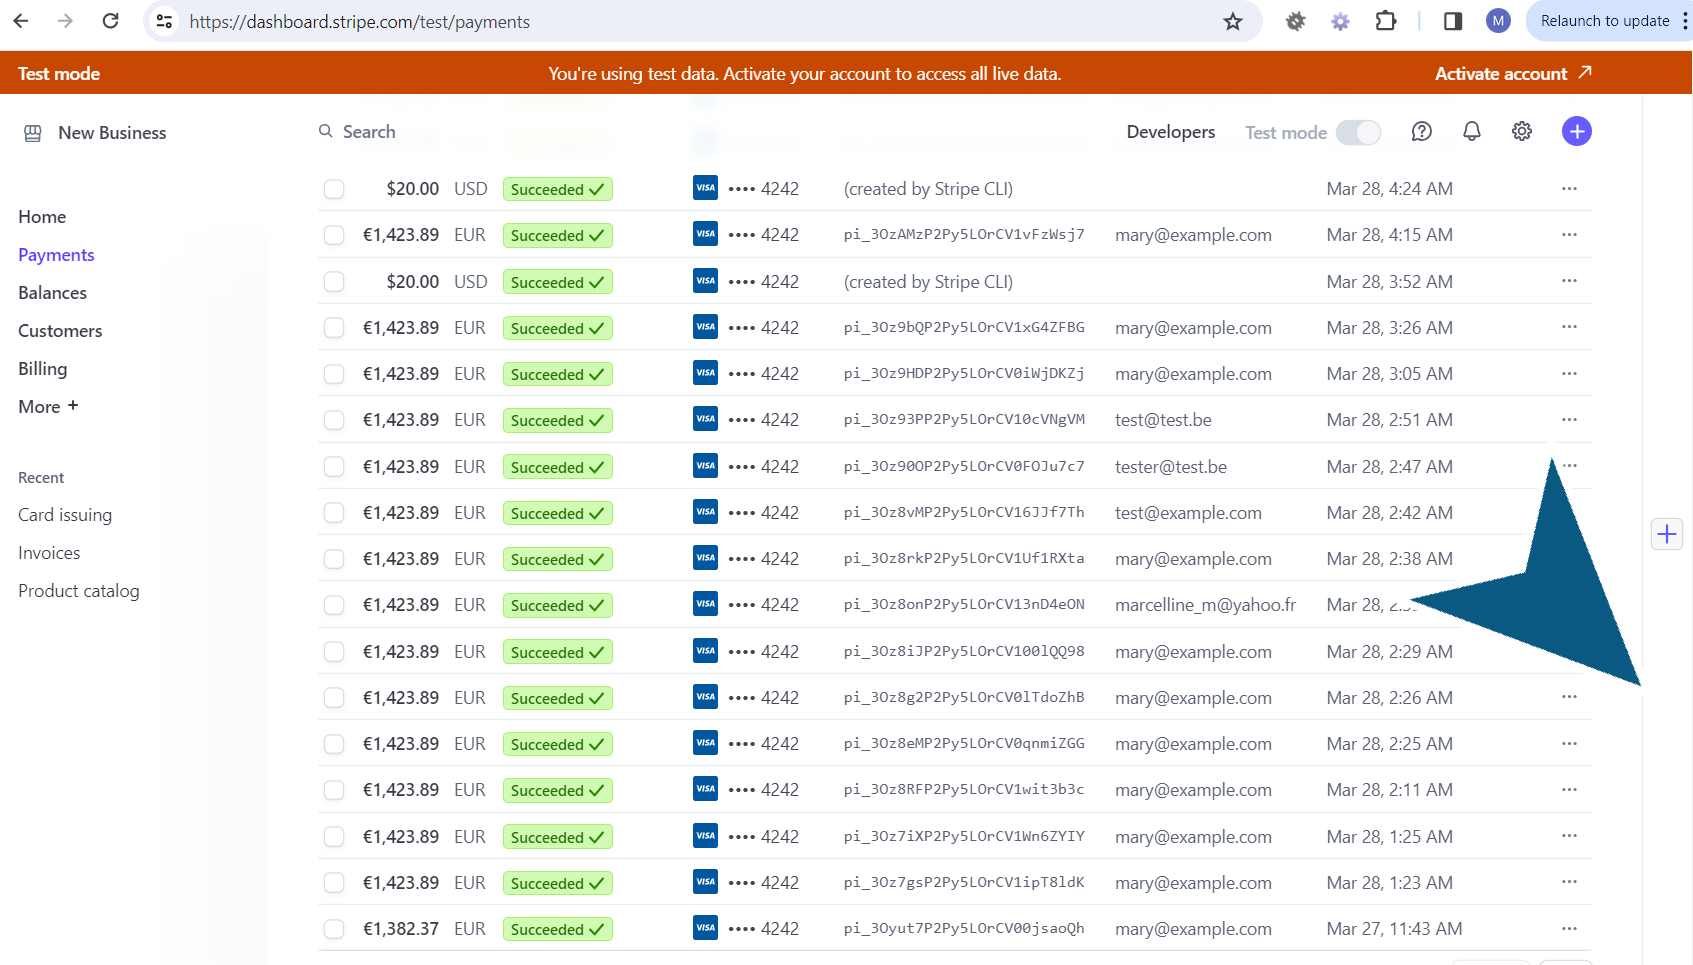 https://dashboard.stripe.com/test/payments
M
Relaunch to update
Test mode
You're using test data. Activate your account to access all live data.
Activate account
New Business
Search
Developers
Test mode
Home
Payments
Balances
Customers
Billing
More +
Recent
Card issuing
Invoices
Product catalog
$20.00 USD Succeeded VISA •••• 4242 (created by Stripe CLI) Mar 28, 4:24 AM
€1,423.89 EUR Succeeded VISA •••• 4242 pi_3OzAMzP2Py5LOrCV1vFzWsj7 mary@example.com Mar 28, 4:15 AM
$20.00 USD Succeeded VISA •••• 4242 (created by Stripe CLI) Mar 28, 3:52 AM
€1,423.89 EUR Succeeded VISA •••• 4242 pi_3Oz9bQP2Py5LOrCV1xG4ZFBG mary@example.com Mar 28, 3:26 AM
€1,423.89 EUR Succeeded VISA •••• 4242 pi_3Oz9HDP2Py5LOrCV0iWjDKZj mary@example.com Mar 28, 3:05 AM
€1,423.89 EUR Succeeded VISA •••• 4242 pi_3Oz93PP2Py5LOrCV10cVNgVM test@test.be Mar 28, 2:51 AM
€1,423.89 EUR Succeeded VISA •••• 4242 pi_3Oz90OP2Py5LOrCV0FOJu7c7 tester@test.be Mar 28, 2:47 AM
€1,423.89 EUR Succeeded VISA •••• 4242 pi_3Oz8vMP2Py5LOrCV16JJf7Th test@example.com Mar 28, 2:42 AM
€1,423.89 EUR Succeeded VISA •••• 4242 pi_3Oz8rkP2Py5LOrCV1Uf1RXta mary@example.com Mar 28, 2:38 AM
€1,423.89 EUR Succeeded VISA •••• 4242 pi_3Oz8onP2Py5LOrCV13nD4eON marcelline_m@yahoo.fr Mar 28,
€1,423.89 EUR Succeeded VISA •••• 4242 pi_3Oz8iJP2Py5LOrCV100lQQ98 mary@example.com Mar 28, 2:29 AM
€1,423.89 EUR Succeeded VISA •••• 4242 pi_3Oz8g2P2Py5LOrCV0lTdoZhB mary@example.com Mar 28, 2:26 AM
€1,423.89 EUR Succeeded VISA •••• 4242 pi_3Oz8eMP2Py5LOrCV0qnmiZGG mary@example.com Mar 28, 2:25 AM
€1,423.89 EUR Succeeded VISA •••• 4242 pi_3Oz8RFP2Py5LOrCV1wit3b3c mary@example.com Mar 28, 2:11 AM
€1,423.89 EUR Succeeded VISA •••• 4242 pi_3Oz7iXP2Py5LOrCV1Wn6ZYIY mary@example.com Mar 28, 1:25 AM
€1,423.89 EUR Succeeded VISA •••• 4242 pi_3Oz7gsP2Py5LOrCV1ipT8ldK mary@example.com Mar 28, 1:23 AM
€1,382.37 EUR Succeeded VISA •••• 4242 pi_3Oyut7P2Py5LOrCV00jsaoQh mary@example.com Mar 27, 11:43 AM